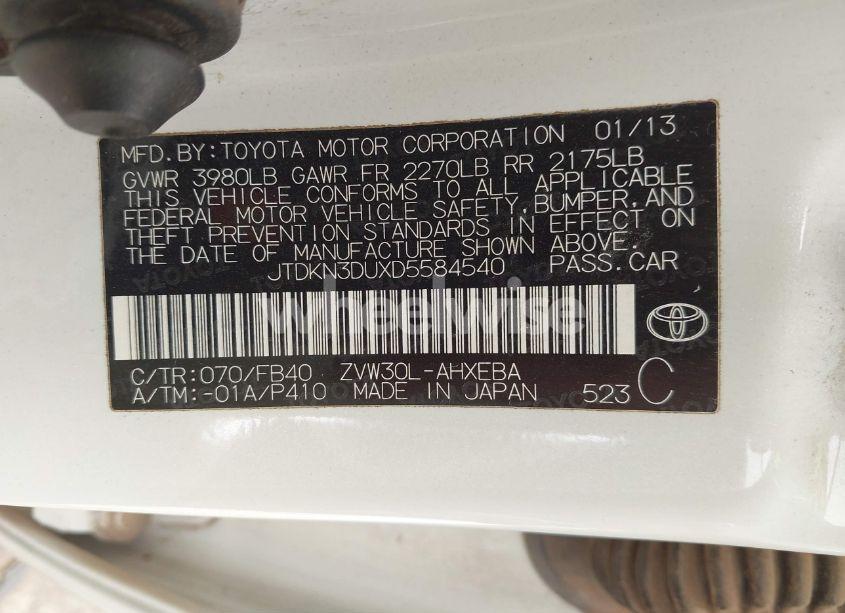 MFD. BY: TOYOTA MOTOR CORPORATION 01/13
GVWR 3980LB GAWR FR 2270LB RR 2175LB
THIS VEHICLE CONFORMS TO ALL APPLICABLE
FEDERAL MOTOR VEHICLE SAFETY, BUMPER, AND
THEFT PREVENTION STANDARDS IN EFFECT ON
THE DATE OF MANUFACTURE SHOWN ABOVE.
JTDKN3DUXD5584540 PASS.CAR
wheelwise
C/TR:070/FB40 ZVW30L-AHXEBA
A/TM:-01A/P410 MADE IN JAPAN 523 C